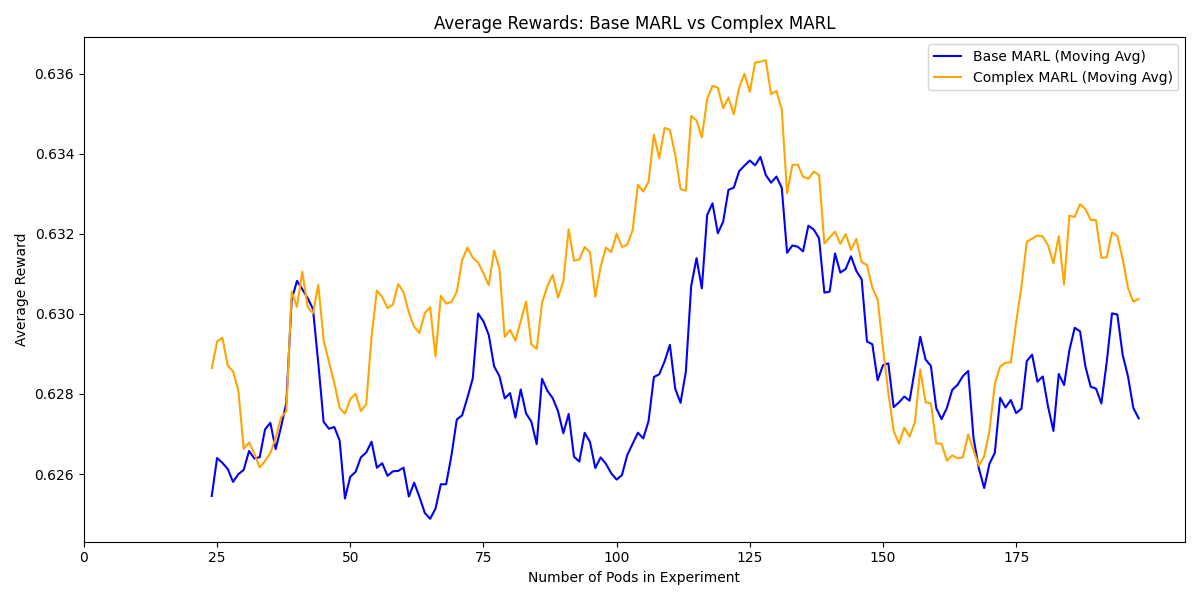 Average Rewards: Base MARL vs Complex MARL
Base MARL (Moving Avg)
Complex MARL (Moving Avg)
0.636
0.634
0.632
0.630
0.628
0.626
Average Reward
0 25 50 75 100 125 150 175
Number of Pods in Experiment